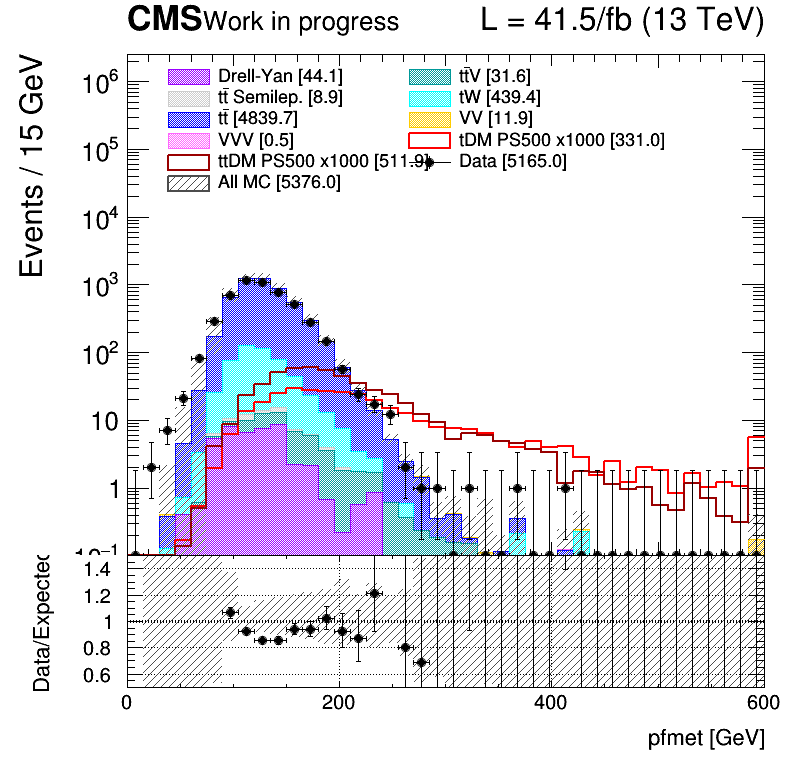 CMS Work in progress L = 41.5/fb (13 TeV)
Events / 15 GeV
Drell-Yan [44.1] tt̄V [31.6]
tt̄ Semilep. [8.9] tW [439.4]
tt̄ [4839.7] VV [11.9]
VVV [0.5] tDM PS500 x1000 [331.0]
ttDM PS500 x1000 [511.9] Data [5165.0]
All MC [5376.0]
10⁶
10⁵
10⁴
10³
10²
10
1
10⁻¹
Data/Expected
1.4
1.2
1
0.8
0.6
0 200 400 600
pfmet [GeV]